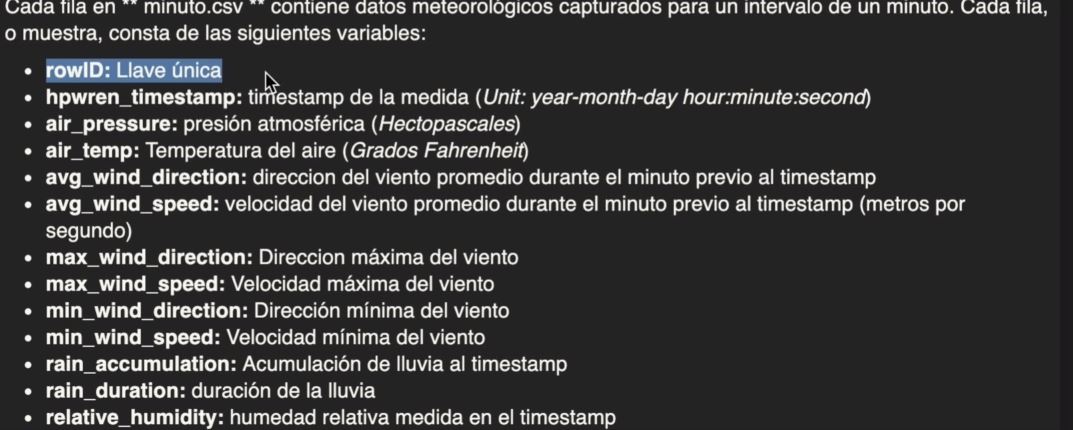 Cada fila en ** minuto.csv ** contiene datos meteorológicos capturados para un intervalo de un minuto. Cada fila,
o muestra, consta de las siguientes variables:
• rowID: Llave única
• hpwren_timestamp: timestamp de la medida (Unit: year-month-day hour:minute:second)
• air_pressure: presión atmosférica (Hectopascales)
• air_temp: Temperatura del aire (Grados Fahrenheit)
• avg_wind_direction: direccion del viento promedio durante el minuto previo al timestamp
• avg_wind_speed: velocidad del viento promedio durante el minuto previo al timestamp (metros por
segundo)
• max_wind_direction: Direccion máxima del viento
• max_wind_speed: Velocidad máxima del viento
• min_wind_direction: Dirección mínima del viento
• min_wind_speed: Velocidad mínima del viento
• rain_accumulation: Acumulación de lluvia al timestamp
• rain_duration: duración de la lluvia
• relative_humidity: humedad relativa medida en el timestamp